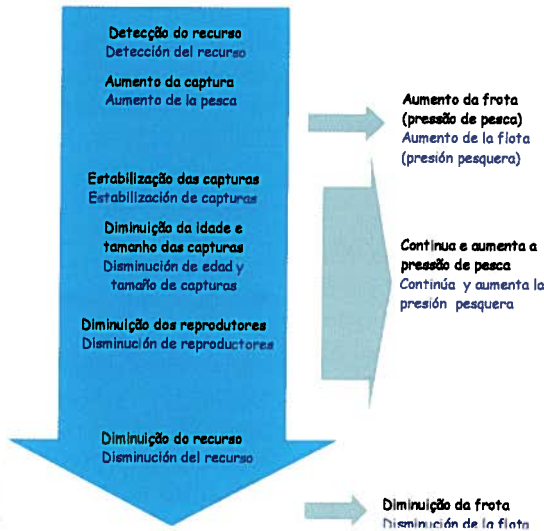 Detecção do recurso
Detección del recurso
Aumento da captura
Aumento de la pesca
Aumento da frota
(pressão de pesca)
Aumento de la flota
(presión pesquera)
Estabilização das capturas
Estabilización de capturas
Diminuição da idade e
tamanho das capturas
Disminución de edad y
tamaño de capturas
Continua e aumenta a
pressão de pesca
Continúa y aumenta la
presión pesquera
Diminuição dos reprodutores
Disminución de reproductores
Diminuição do recurso
Disminución del recurso
Diminuição da frota
Disminución de la flota